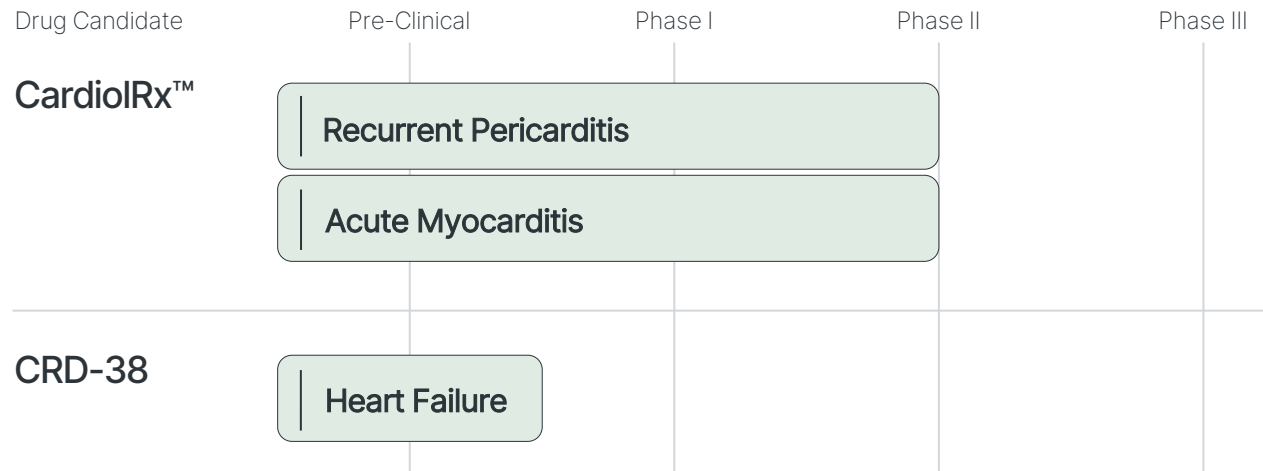 Drug Candidate Pre-Clinical Phase I Phase II Phase III
CardiolRx™
Recurrent Pericarditis
Acute Myocarditis
CRD-38
Heart Failure